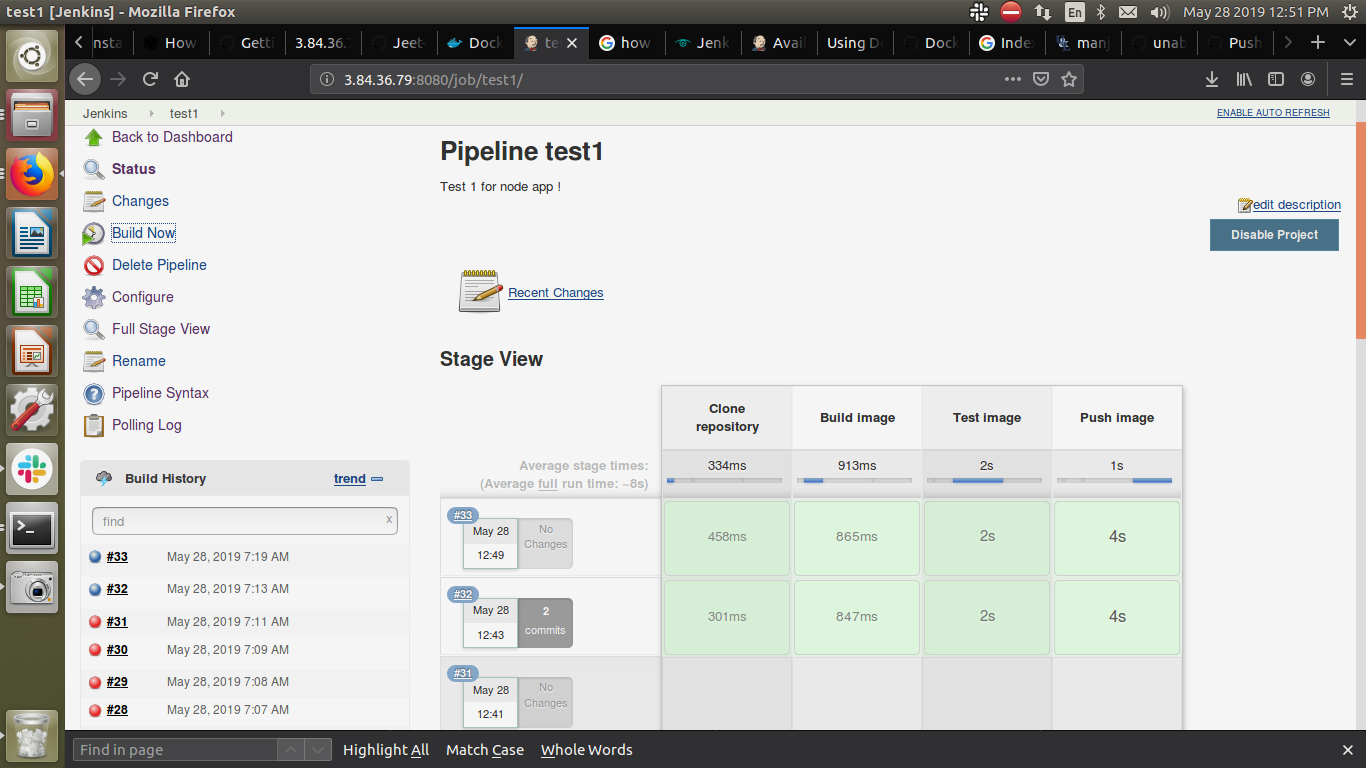 test1 [Jenkins] - Mozilla Firefox
En
May 28 2019 12:51 PM
nsta
How
Getti
3.84.36.
Jeet-
Dock
te
how
Jenk
Avail
Using D
Dock
Index
manj
unab
Push
3.84.36.79:8080/job/test1/
Jenkins
test1
ENABLE AUTO REFRESH
Back to Dashboard
Status
Changes
Build Now
Delete Pipeline
Configure
Full Stage View
Rename
Pipeline Syntax
Polling Log
Build History
trend
find
x
#33 May 28, 2019 7:19 AM
#32 May 28, 2019 7:13 AM
#31 May 28, 2019 7:11 AM
#30 May 28, 2019 7:09 AM
#29 May 28, 2019 7:08 AM
#28 May 28, 2019 7:07 AM
Pipeline test1
Test 1 for node app !
edit description
Disable Project
Recent Changes
Stage View
Clone
repository
Build image
Test image
Push image
Average stage times:
(Average full run time: ~8s)
334ms
913ms
2s
1s
#33
May 28
12:49
No
Changes
458ms
865ms
2s
4s
#32
May 28
12:43
2
commits
301ms
847ms
2s
4s
#31
May 28
12:41
No
Changes
Find in page
Highlight All
Match Case
Whole Words